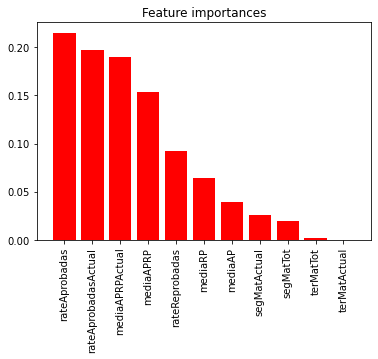 Feature importances
0.20
0.15
0.10
0.05
0.00
rateAprobadas
rateAprobadasActual
mediaAPRPActual
mediaAPRP
rateReprobadas
mediaRP
mediaAP
segMatActual
segMatTot
terMatTot
terMatActual